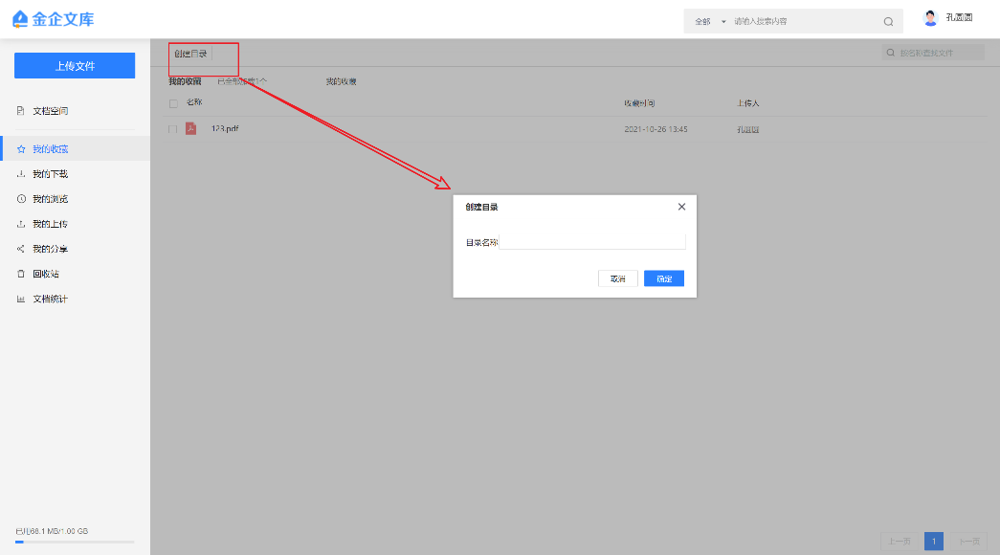 金企文库
全部 请输入搜索内容
孔圆圆
上传文件
文档空间
我的收藏
我的下载
我的浏览
我的上传
我的分享
回收站
文档统计
已用68.1 MB/1.00 GB
创建目录
按名称查找文件
我的收藏 已全部加载1个 我的收藏
名称 收藏时间 上传人
123.pdf 2021-10-26 13:45 孔圆圆
创建目录
目录名称
取消 确定
上一页 1 下一页